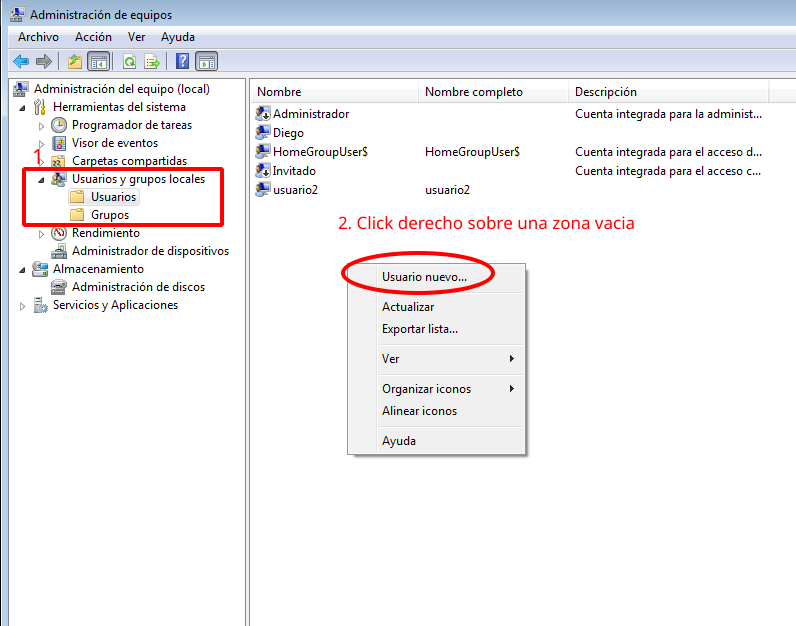 Administración de equipos
Archivo Acción Ver Ayuda
Administración del equipo (local)
Herramientas del sistema
Programador de tareas
Visor de eventos
1
Carpetas compartidas
Usuarios y grupos locales
Usuarios
Grupos
Rendimiento
Administrador de dispositivos
Almacenamiento
Administración de discos
Servicios y Aplicaciones
Nombre Nombre completo Descripción
Administrador Cuenta integrada para la administ...
Diego
HomeGroupUser$ HomeGroupUser$ Cuenta integrada para el acceso d...
Invitado Cuenta integrada para el acceso c...
usuario2 usuario2
2. Click derecho sobre una zona vacia
Usuario nuevo...
Actualizar
Exportar lista...
Ver
Organizar iconos
Alinear iconos
Ayuda